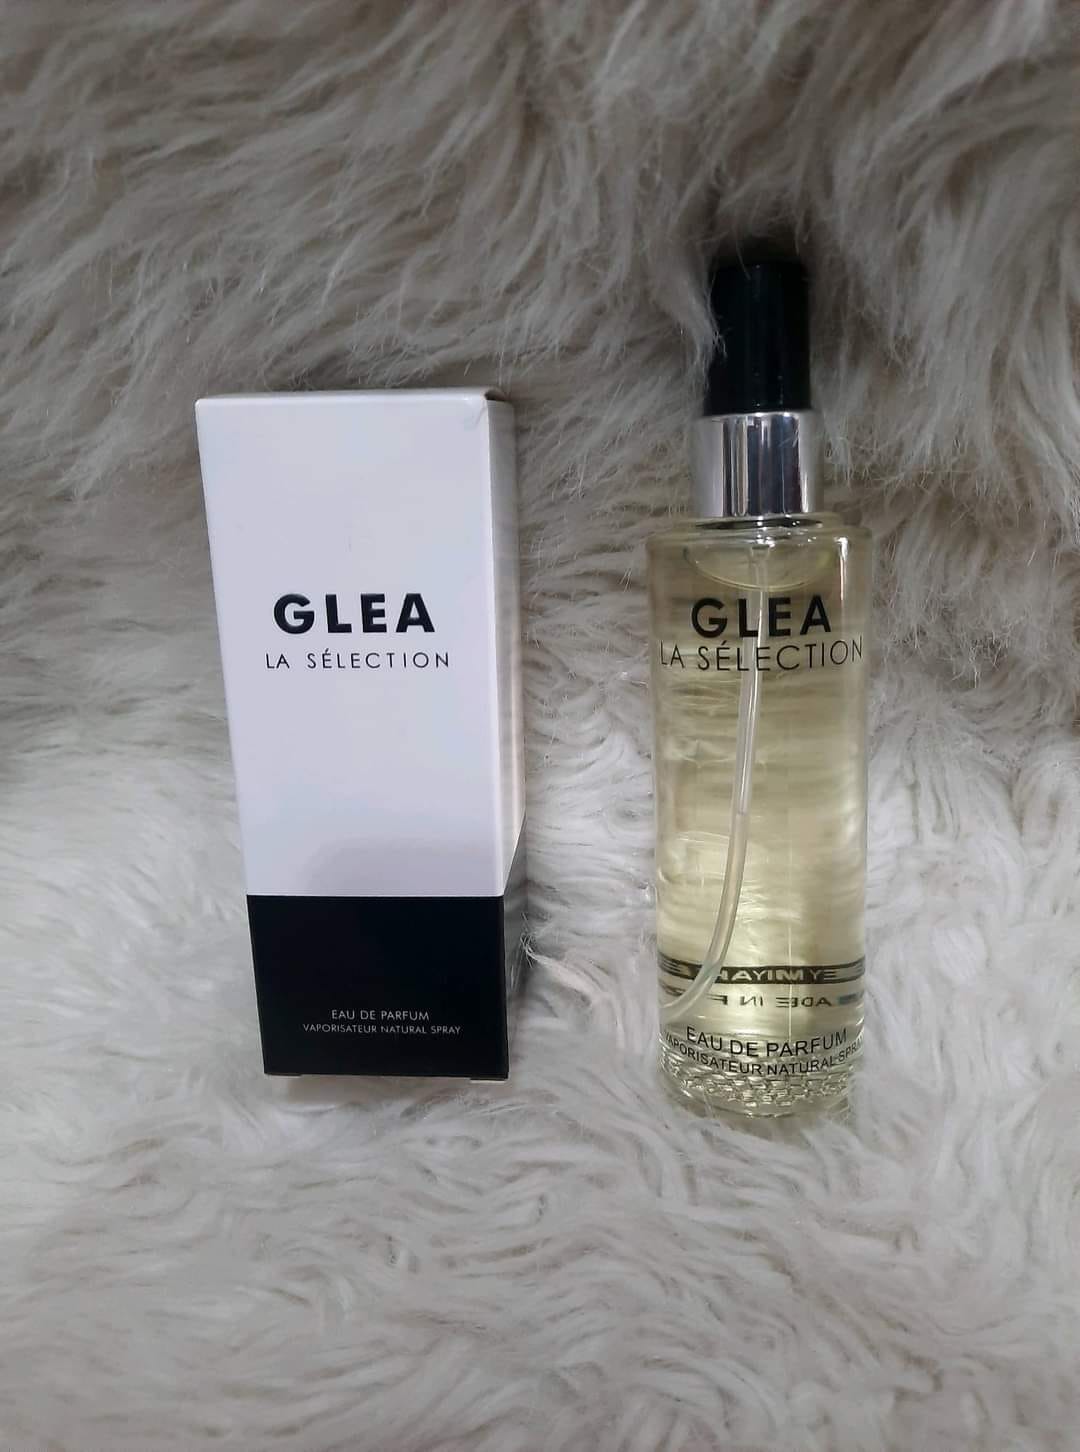 GLEA
LA SÉLECTION
EAU DE PARFUM
VAPORISATEUR NATURAL SPRAY
GLEA
LA SÉLECTION
EAU DE PARFUM
VAPORISATEUR NATURAL SPRAY